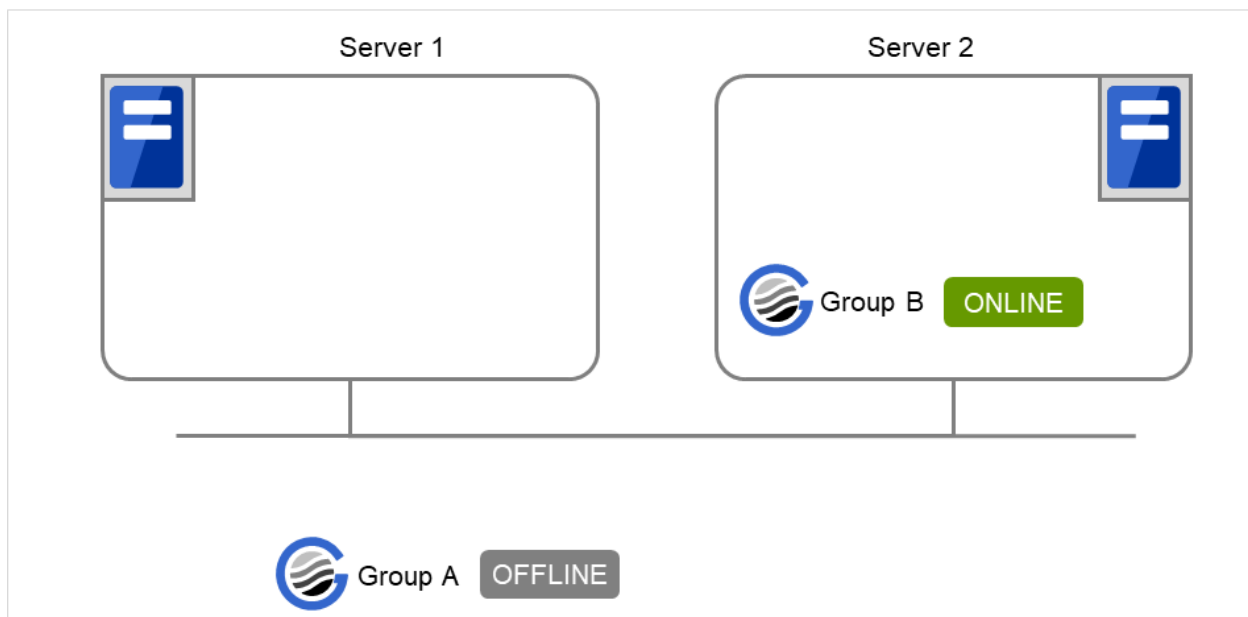 Server 1
Server 2
Group B
ONLINE
Group A
OFFLINE